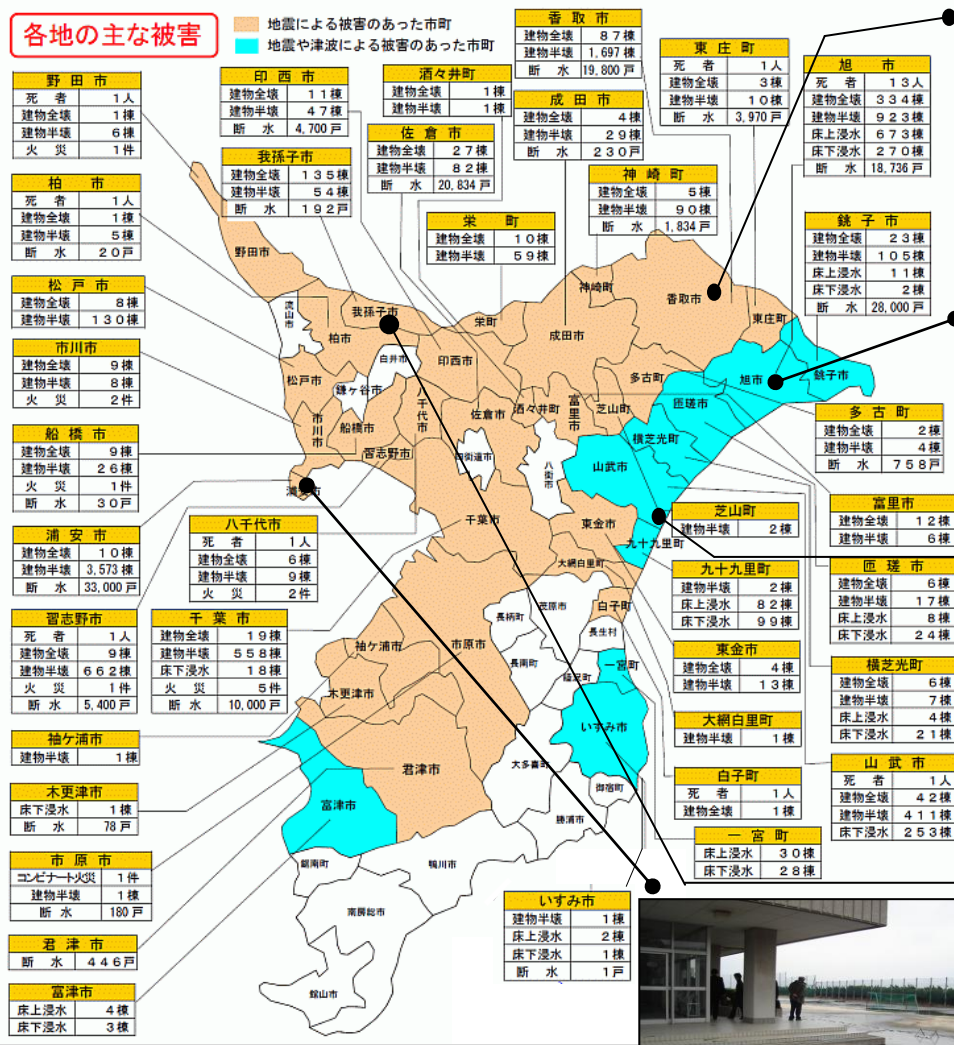 各地の主な被害
地震による被害のあった市町
地震や津波による被害のあった市町
野田市
死者 1人
建物全壊 1棟
建物半壊 6棟
火災 1件
柏市
死者 1人
建物全壊 1棟
建物半壊 5棟
断水 20戸
松戸市
建物全壊 8棟
建物半壊 130棟
市川市
建物全壊 9棟
建物半壊 8棟
火災 2件
船橋市
建物全壊 9棟
建物半壊 26棟
火災 1件
断水 30戸
浦安市
建物全壊 10棟
建物半壊 3,573棟
断水 33,000戸
習志野市
死者 1人
建物全壊 9棟
建物半壊 662棟
火災 1件
断水 5,400戸
袖ケ浦市
建物半壊 1棟
木更津市
床下浸水 1棟
断水 78戸
市原市
コンビナート火災 1件
建物半壊 1棟
断水 180戸
君津市
断水 446戸
富津市
床上浸水 4棟
床下浸水 3棟
印西市
建物全壊 11棟
建物半壊 47棟
断水 4,700戸
我孫子市
建物全壊 135棟
建物半壊 54棟
断水 192戸
酒々井町
建物全壊 1棟
建物半壊 1棟
佐倉市
建物全壊 27棟
建物半壊 82棟
断水 20,834戸
栄町
建物全壊 10棟
建物半壊 59棟
香取市
建物全壊 87棟
建物半壊 1,697棟
断水 19,800戸
成田市
建物全壊 4棟
建物半壊 29棟
断水 230戸
神崎町
建物全壊 5棟
建物半壊 90棟
断水 1,834戸
東庄町
死者 1人
建物全壊 3棟
建物半壊 10棟
断水 3,970戸
旭市
死者 13人
建物全壊 334棟
建物半壊 923棟
床上浸水 673棟
床下浸水 270棟
断水 18,736戸
銚子市
建物全壊 23棟
建物半壊 105棟
床上浸水 11棟
床下浸水 2棟
断水 28,000戸
多古町
建物全壊 2棟
建物半壊 4棟
断水 758戸
富里市
建物全壊 12棟
建物半壊 6棟
匝瑳市
建物全壊 6棟
建物半壊 17棟
床上浸水 8棟
床下浸水 24棟
横芝光町
建物全壊 6棟
建物半壊 7棟
床上浸水 4棟
床下浸水 21棟
山武市
死者 1人
建物全壊 42棟
建物半壊 411棟
床下浸水 253棟
芝山町
建物半壊 2棟
九十九里町
建物半壊 2棟
床上浸水 82棟
床下浸水 99棟
東金市
建物全壊 4棟
建物半壊 13棟
大網白里町
建物半壊 1棟
白子町
死者 1人
建物全壊 1棟
一宮町
床上浸水 30棟
床下浸水 28棟
いすみ市
建物半壊 1棟
床上浸水 2棟
床下浸水 1棟
断水 1戸
八千代市
死者 1人
建物全壊 6棟
建物半壊 9棟
火災 2件
千葉市
建物全壊 19棟
建物半壊 558棟
床下浸水 18棟
火災 5件
断水 10,000戸
野田市
流山市
我孫子市
柏市
白井市
松戸市
鎌ヶ谷市
市川市
船橋市
八千代市
習志野市
浦安市
栄町
印西市
成田市
神崎町
香取市
東庄町
旭市
銚子市
多古町
匝瑳市
佐倉市
酒々井町
富里市
芝山町
横芝光町
四街道市
八街市
山武市
千葉市
東金市
九十九里町
大網白里町
茂原市
白子町
長柄町
長生村
市原市
袖ケ浦市
長南町
睦沢町
一宮町
木更津市
いすみ市
君津市
大多喜町
御宿町
富津市
勝浦市
鋸南町
鴨川市
南房総市
館山市